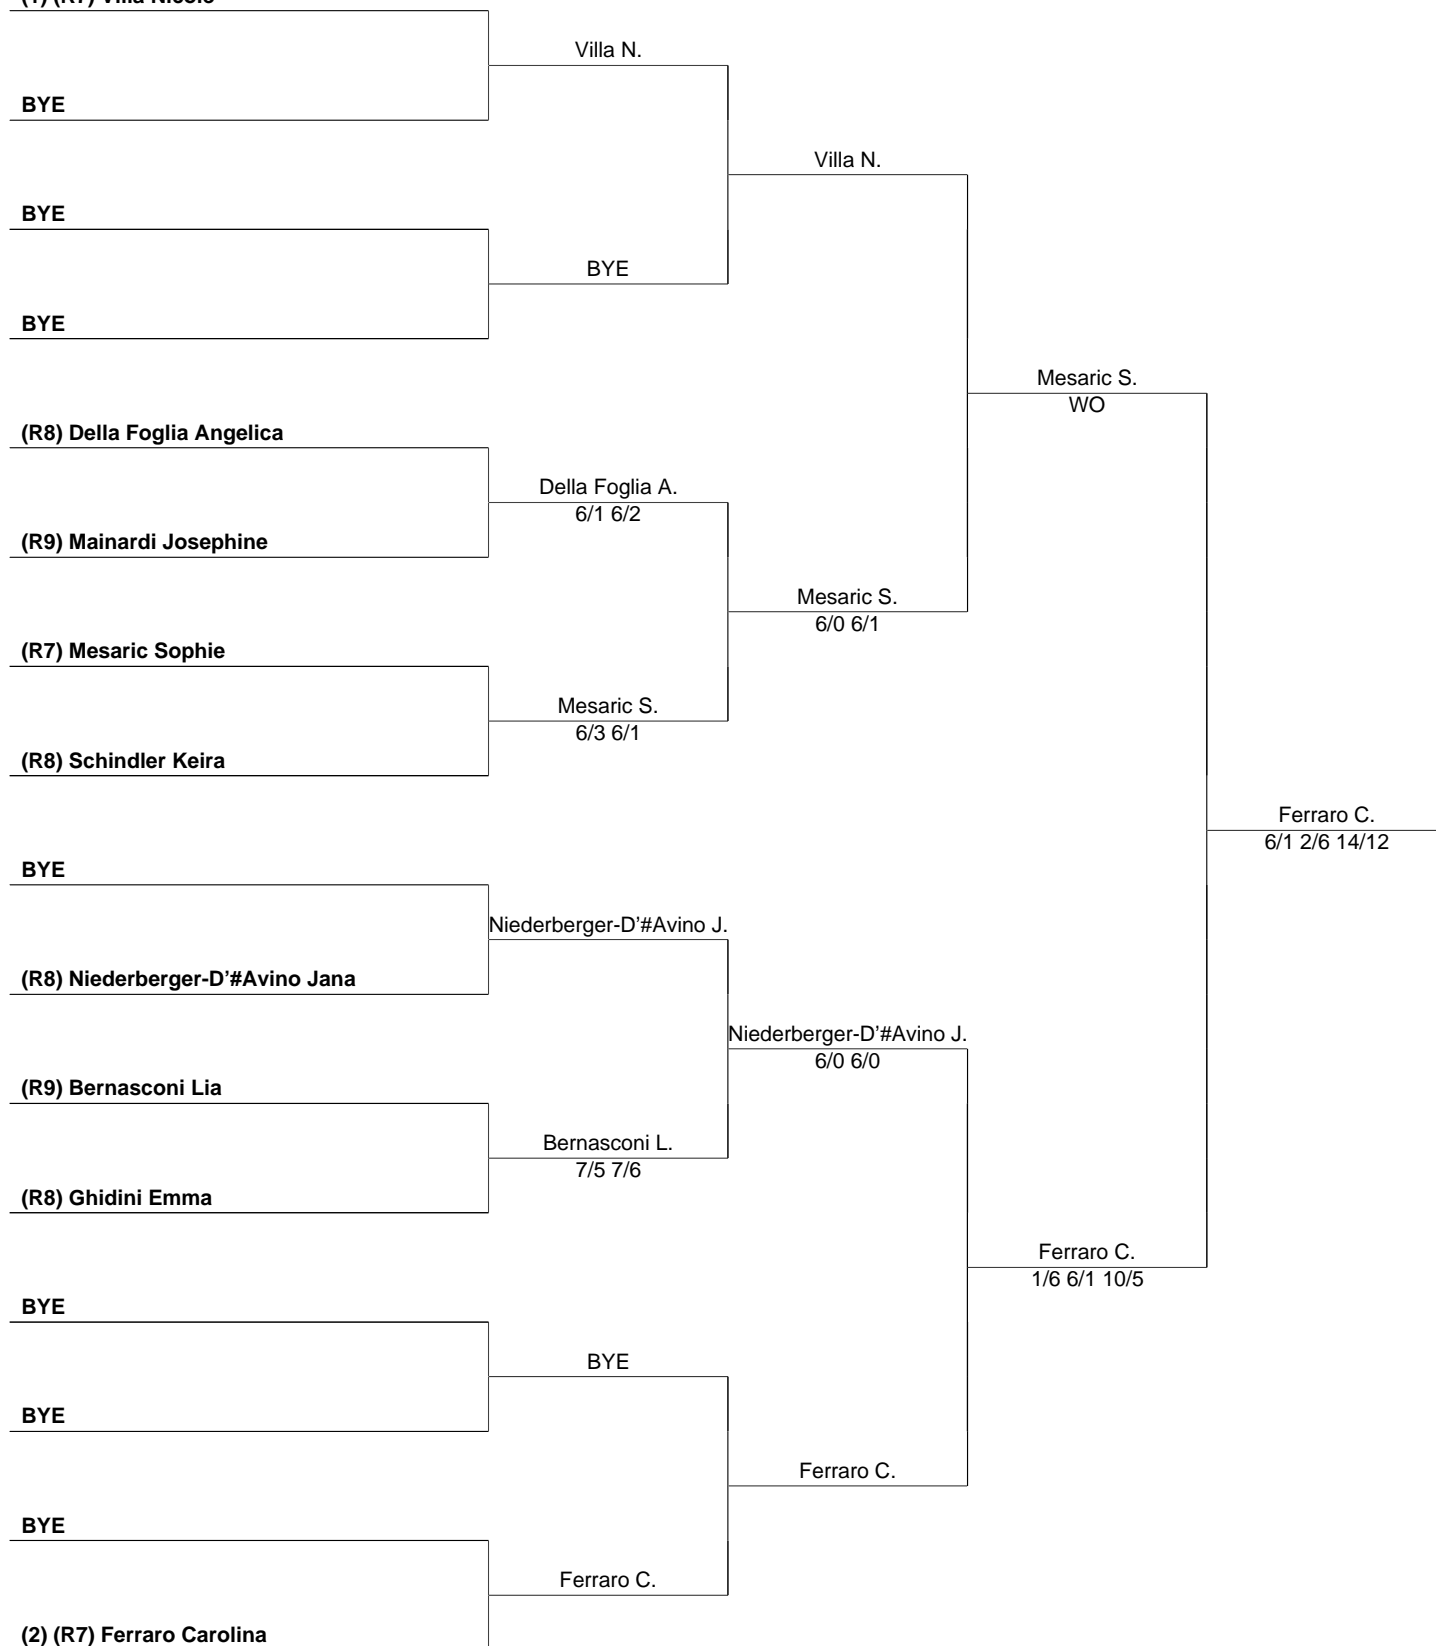 BYE
BYE
BYE
(R8) Della Foglia Angelica
(R9) Mainardi Josephine
(R7) Mesaric Sophie
(R8) Schindler Keira
BYE
(R8) Niederberger-D'#Avino Jana
(R9) Bernasconi Lia
(R8) Ghidini Emma
BYE
BYE
BYE
(2) (R7) Ferraro Carolina
Villa N.
BYE
Della Foglia A.
6/1 6/2
Mesaric S.
6/3 6/1
Niederberger-D'#Avino J.
Bernasconi L.
7/5 7/6
BYE
Ferraro C.
Villa N.
Mesaric S.
6/0 6/1
Niederberger-D'#Avino J.
6/0 6/0
Ferraro C.
Mesaric S.
WO
Ferraro C.
1/6 6/1 10/5
Ferraro C.
6/1 2/6 14/12